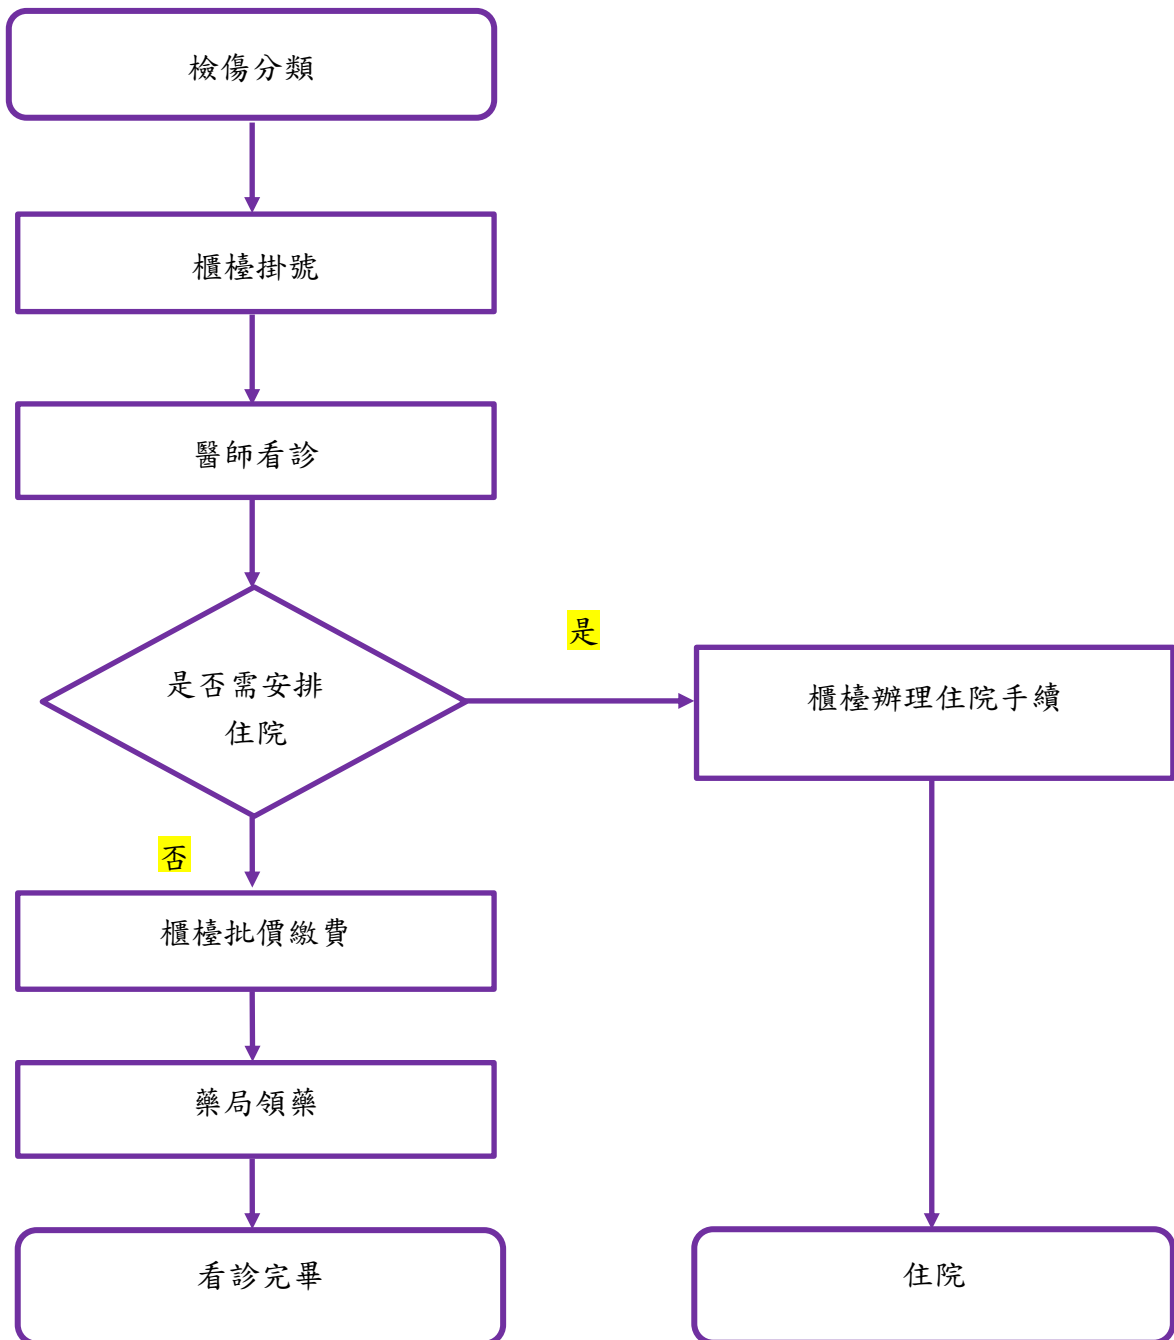 檢傷分類
櫃檯掛號
醫師看診
是否需安排
住院
是
櫃檯辦理住院手續
否
櫃檯批價繳費
藥局領藥
看診完畢
住院